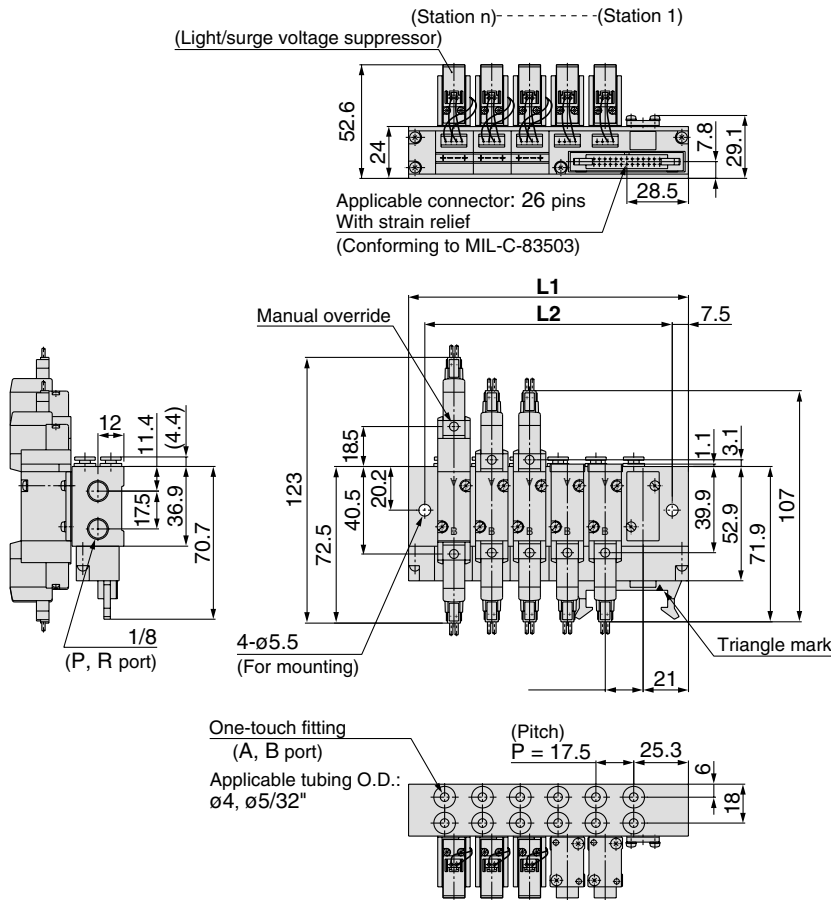 (Station n)
(Station 1)
(Light/surge voltage suppressor)
52.6
24
7.8
29.1
28.5
Applicable connector: 26 pins
With strain relief
(Conforming to MIL-C-83503)
L1
L2
7.5
Manual override
12
11.4
(4.4)
17.5
36.9
70.7
1/8
(P, R port)
123
72.5
40.5
18.5
20.2
V
V
V
V
V
B
B
B
B
B
1.1
3.1
39.9
52.9
71.9
107
4-ø5.5
(For mounting)
Triangle mark
21
One-touch fitting
(A, B port)
Applicable tubing O.D.:
ø4, ø5/32"
(Pitch)
P = 17.5
25.3
6
18